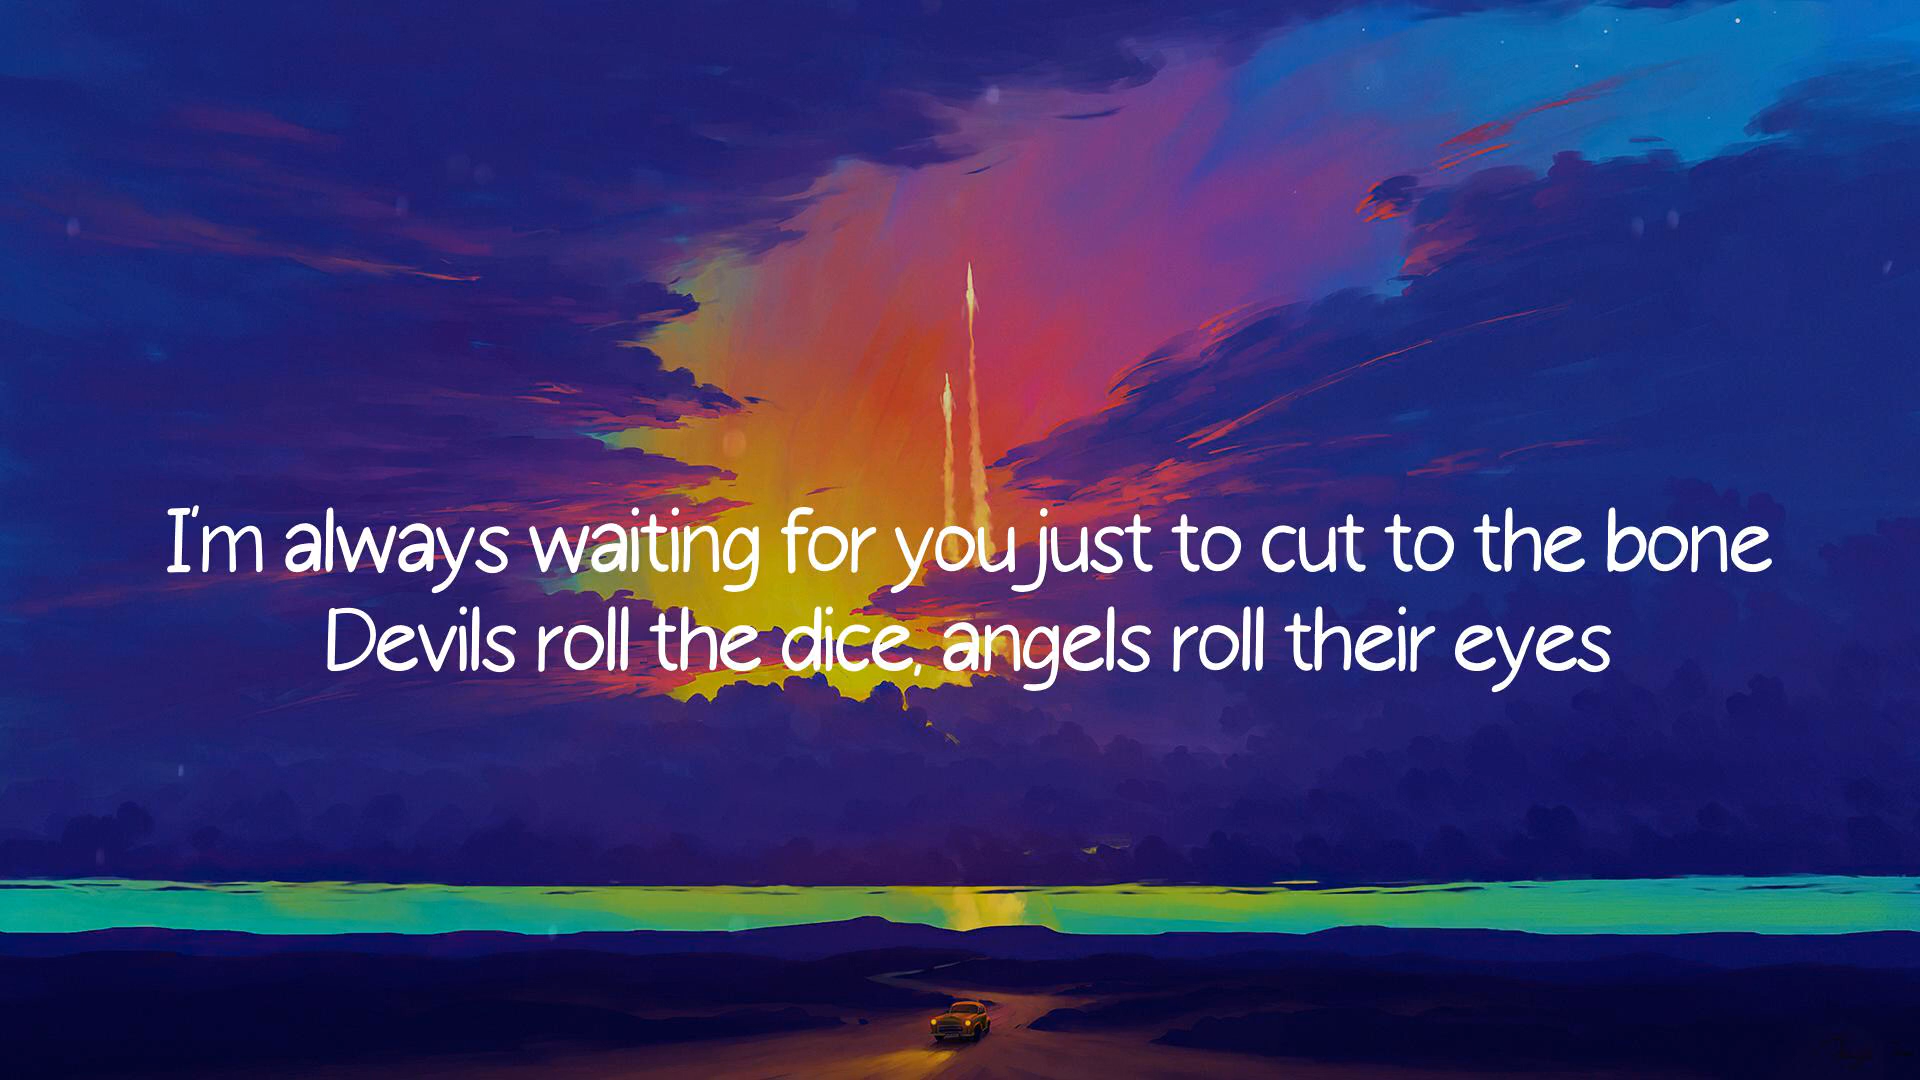 I'm always waiting for you just to cut to the bone
Devils roll the dice, angels roll their eyes